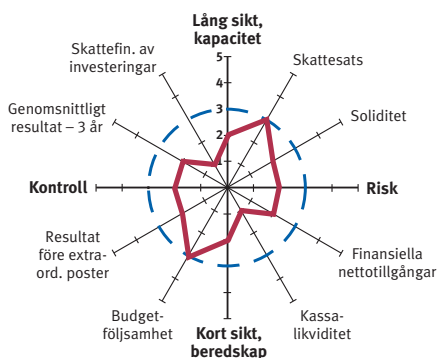 Lång sikt,
kapacitet
Skattefin. av
investeringar
Skattesats
Genomsnittligt
resultat – 3 år
Soliditet
5
4
3
2
1
Kontroll
Risk
Resultat
före extra-
ord. poster
Finansiella
nettotillgångar
Budget-
följsamhet
Kassa-
likviditet
Kort sikt,
beredskap